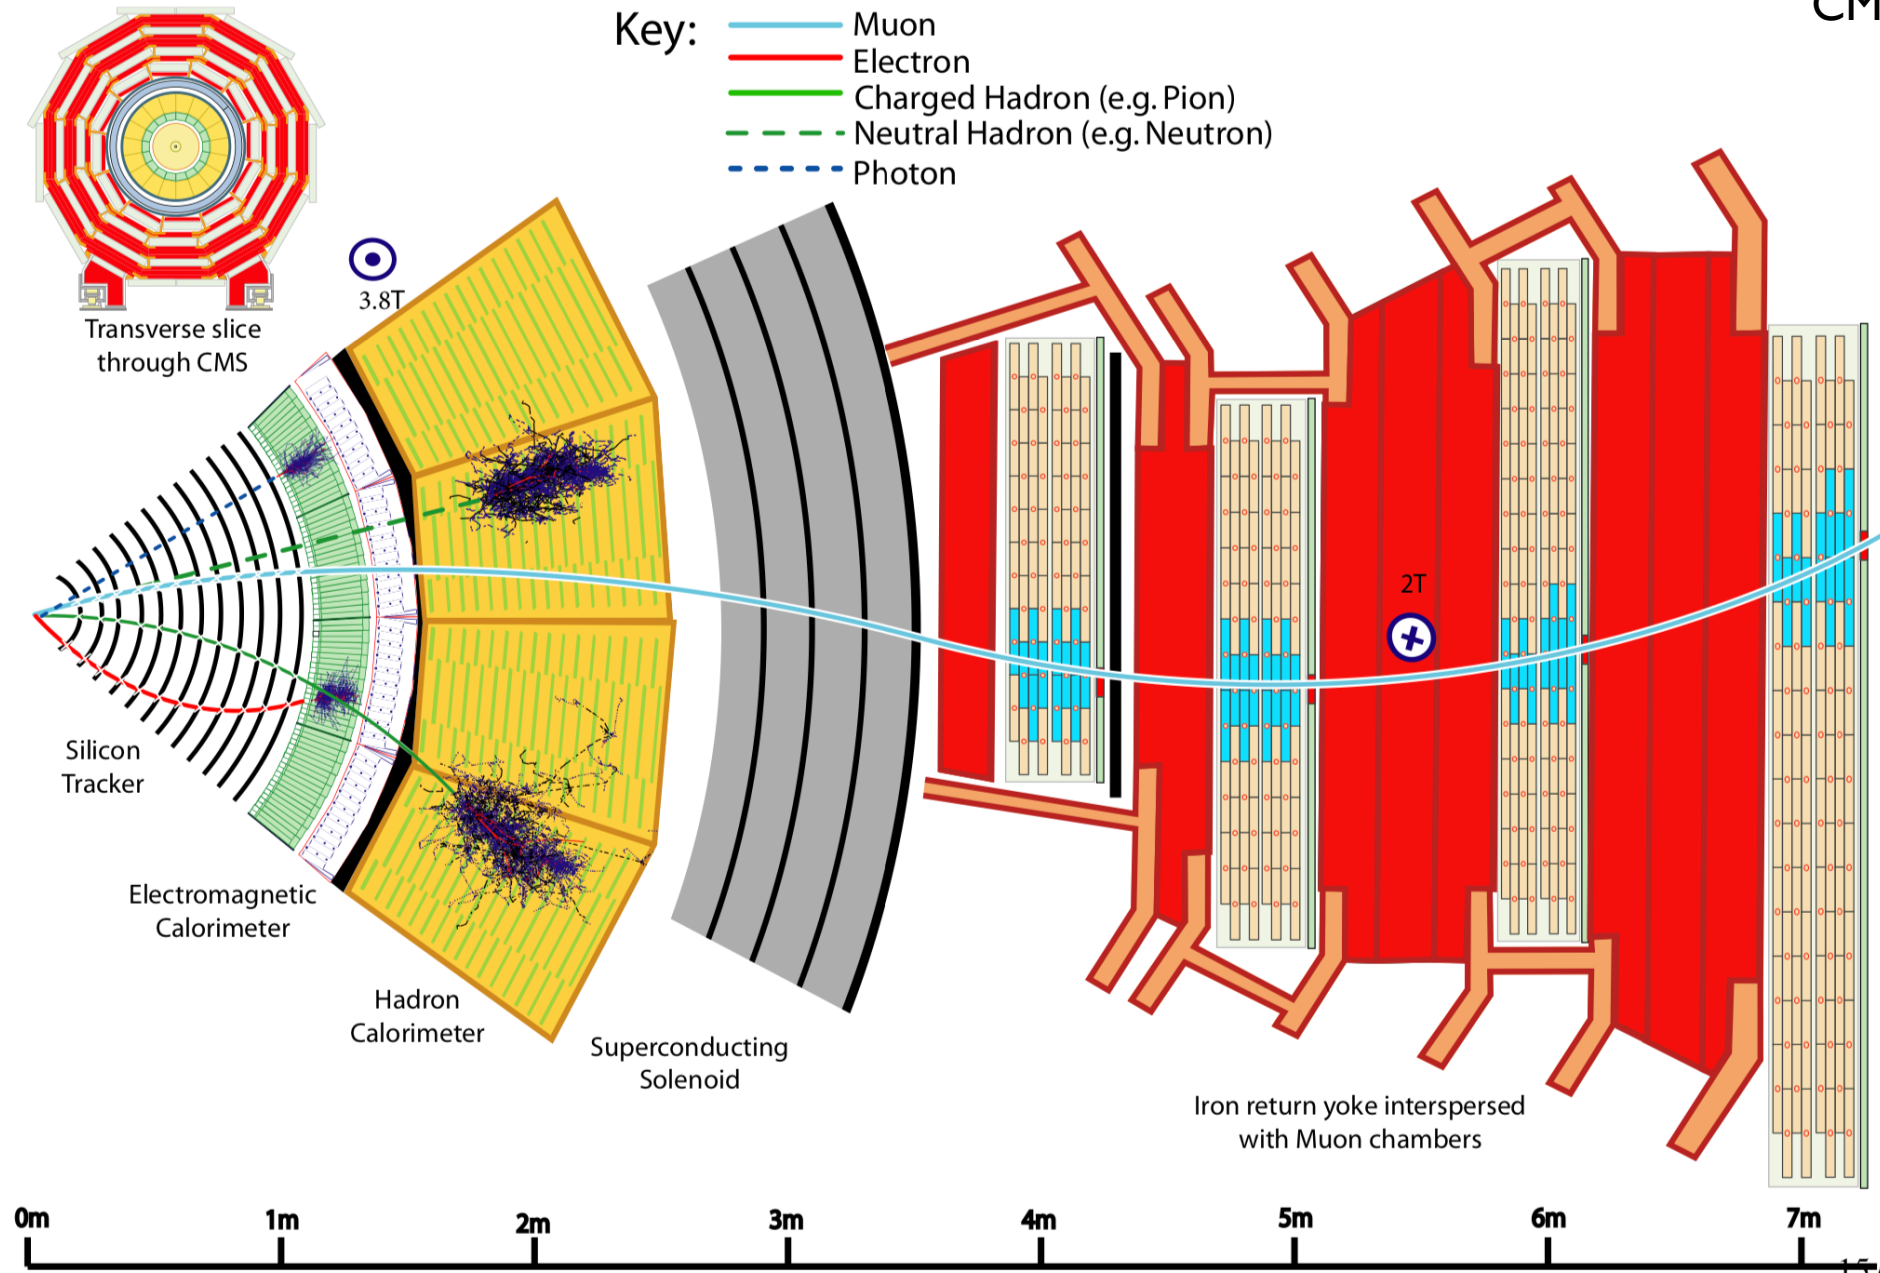 CM
Key:
Muon
Electron
Charged Hadron (e.g. Pion)
Neutral Hadron (e.g. Neutron)
Photon
3.8T
Transverse slice
through CMS
2T
Silicon
Tracker
Electromagnetic
Calorimeter
Hadron
Calorimeter
Superconducting
Solenoid
Iron return yoke interspersed
with Muon chambers
0m 1m 2m 3m 4m 5m 6m 7m